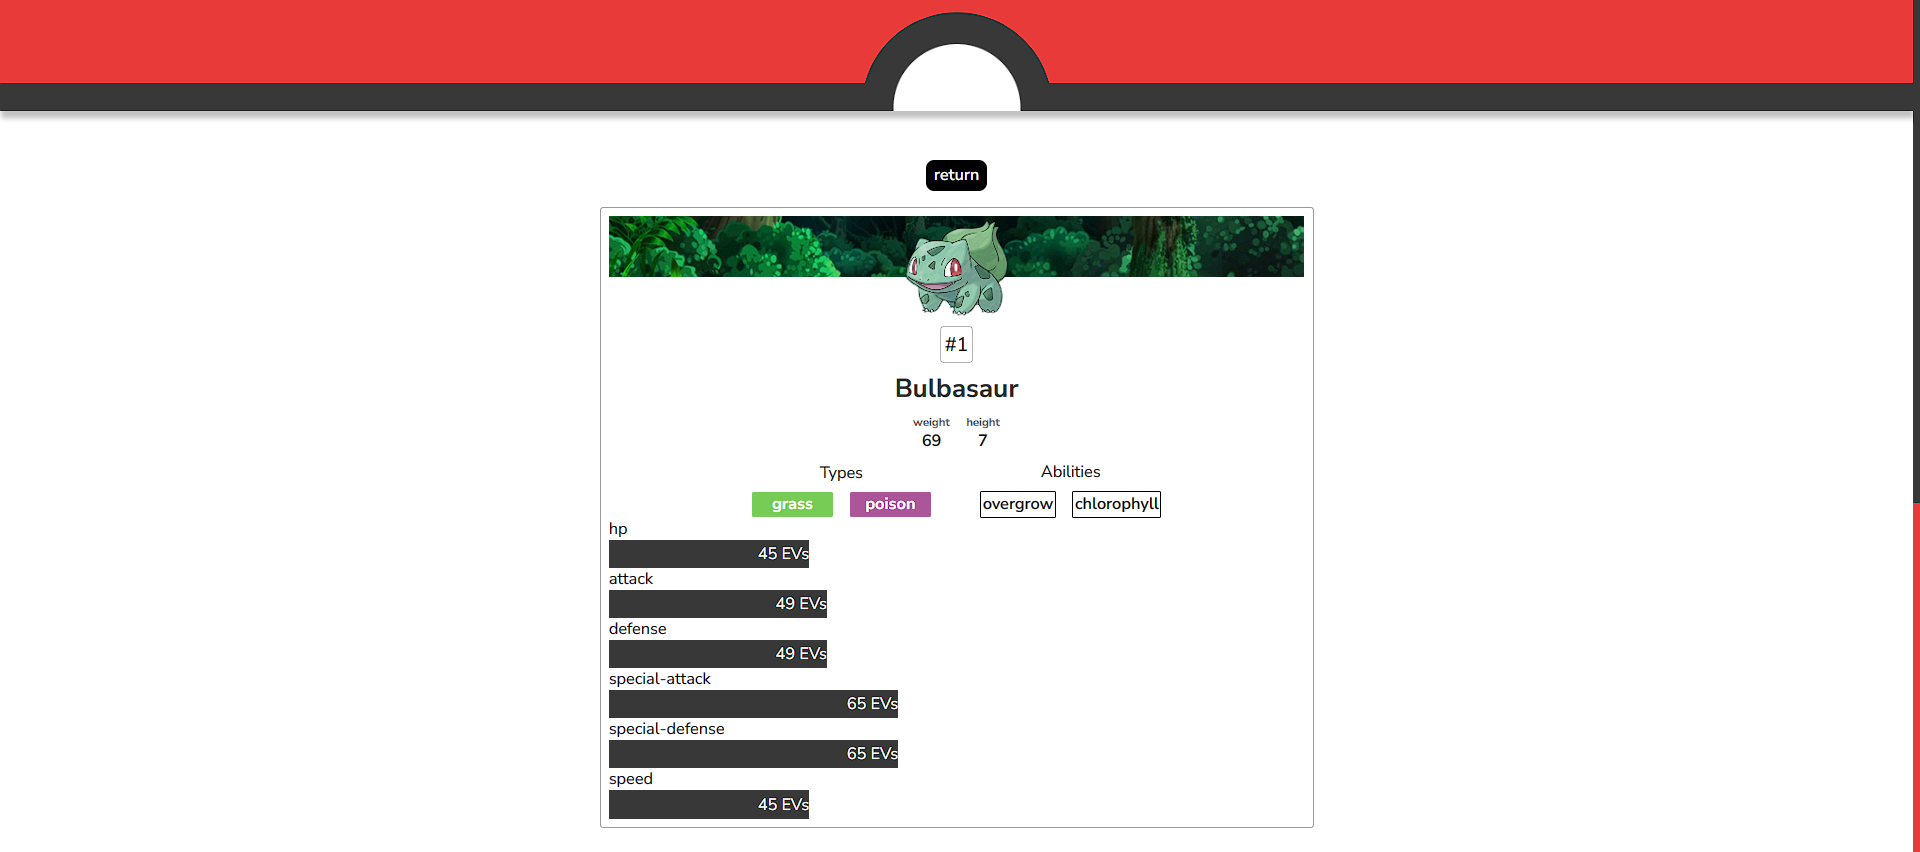 return
#1
Bulbasaur
weight height
69 7
Types Abilities
grass poison overgrow chlorophyll
hp
45 EVs
attack
49 EVs
defense
49 EVs
special-attack
65 EVs
special-defense
65 EVs
speed
45 EVs